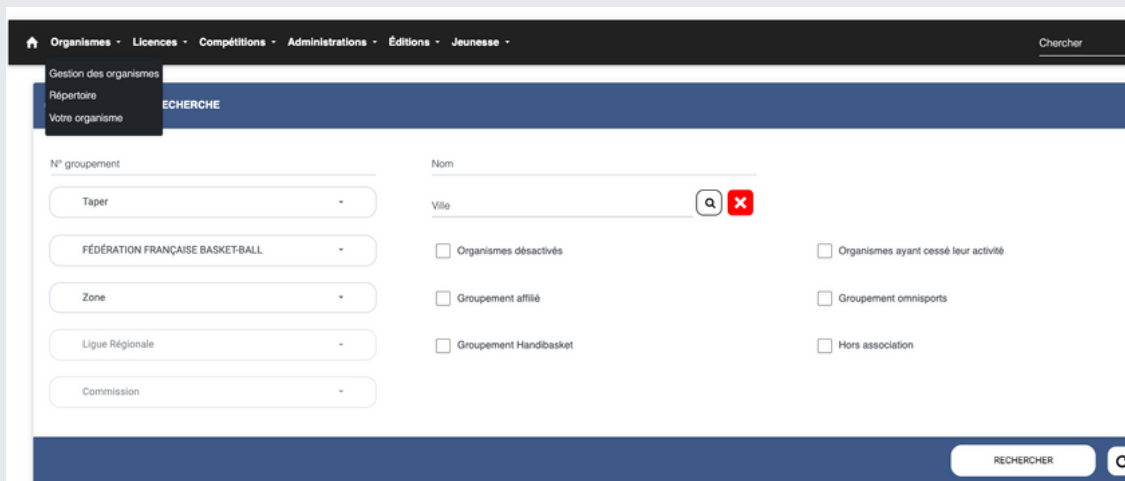 Organismes Licences Compétitions Administrations Éditions Jeunesse Chercher
Gestion des organismes
Répertoire
Votre organisme
ECHERCHE
N° groupement Nom
Taper Ville
FÉDÉRATION FRANÇAISE BASKET-BALL Organismes désactivés Organismes ayant cessé leur activité
Zone Groupement affilié Groupement omnisports
Ligue Régionale Groupement Handibasket Hors association
Commission
RECHERCHER